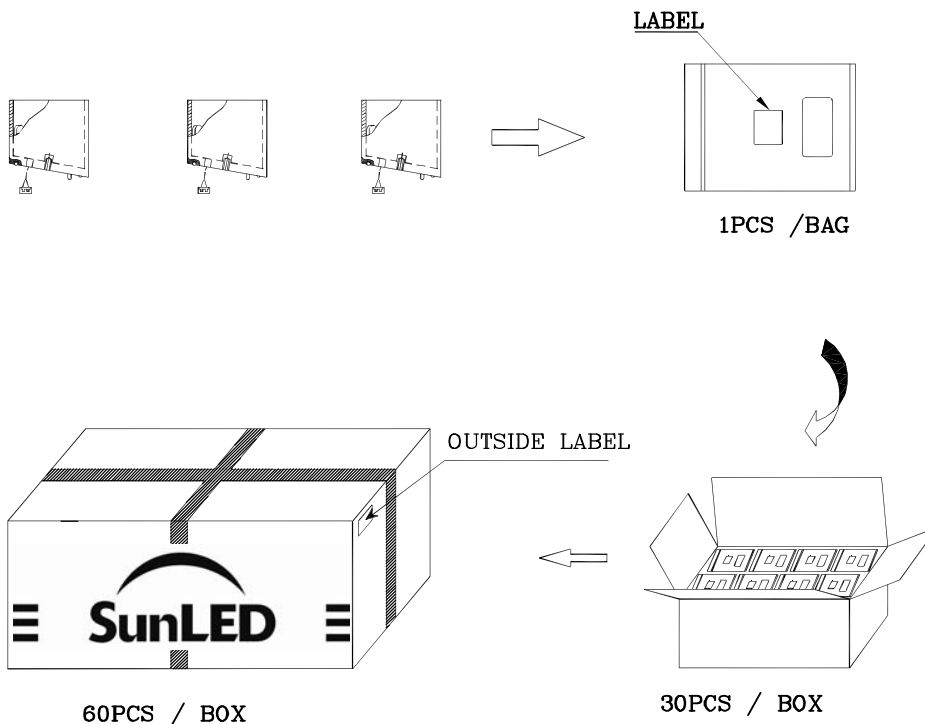 LABEL
1PCS /BAG
OUTSIDE LABEL
SunLED
60PCS / BOX
30PCS / BOX